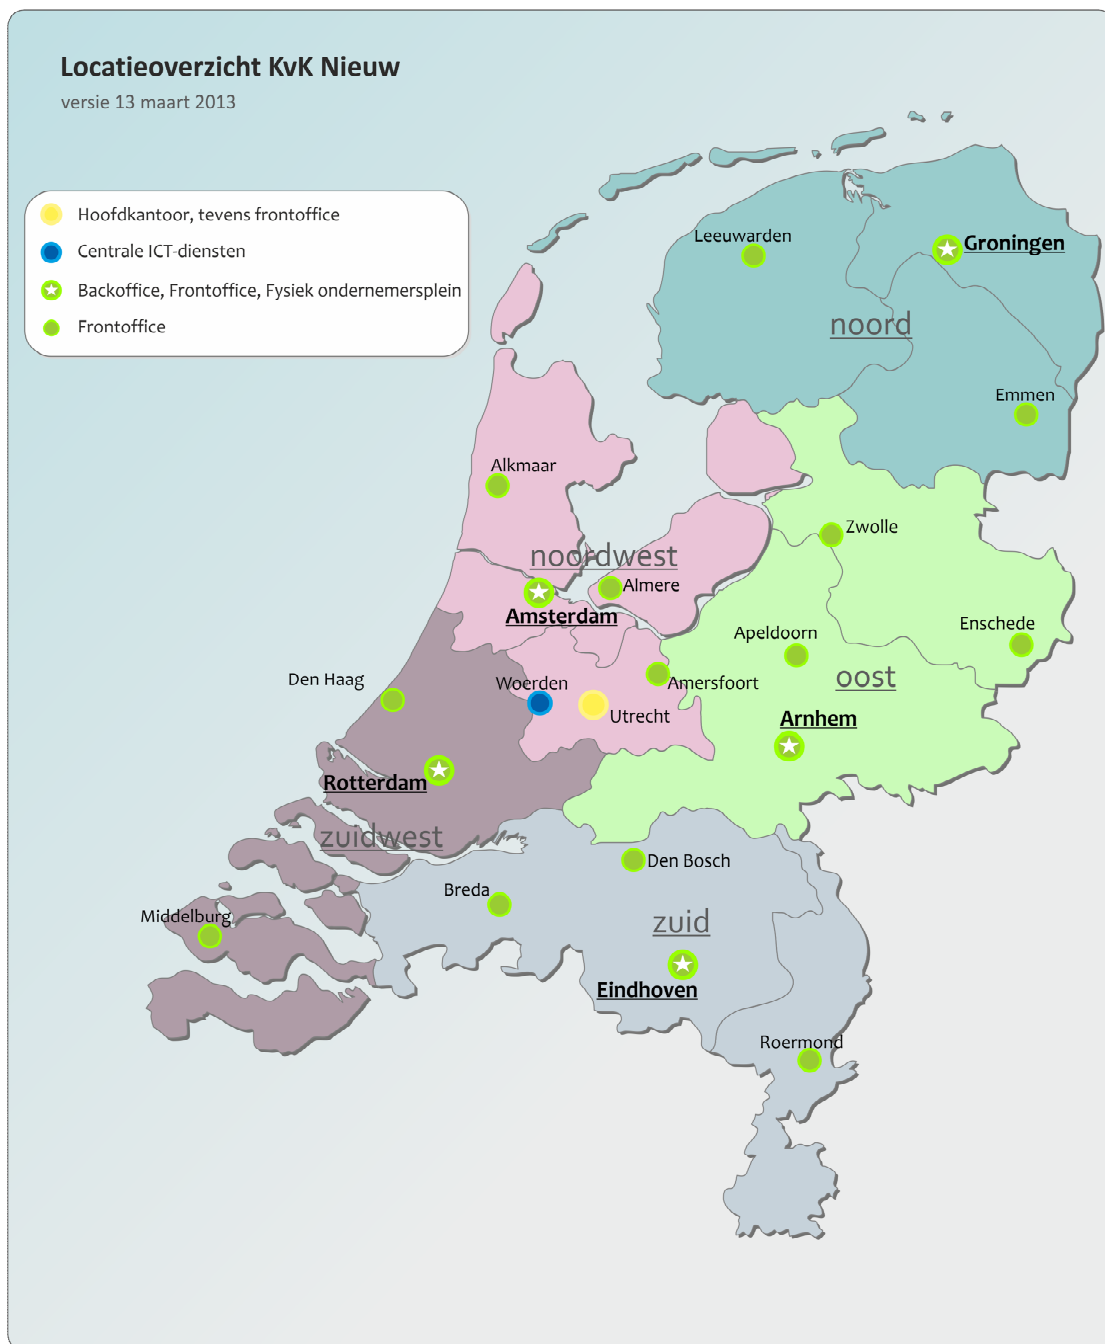 Locatieoverzicht KvK Nieuw
versie 13 maart 2013
Hoofdkantoor, tevens frontoffice
Centrale ICT-diensten
Backoffice, Frontoffice, Fysiek ondernemersplein
Frontoffice
Leeuwarden
Groningen
noord
Emmen
Alkmaar
Zwolle
noordwest
Almere
Amsterdam
Apeldoorn
Enschede
Den Haag
Woerden
Amersfoort
oost
Utrecht
Arnhem
Rotterdam
zuidwest
Den Bosch
Breda
Middelburg
zuid
Eindhoven
Roermond